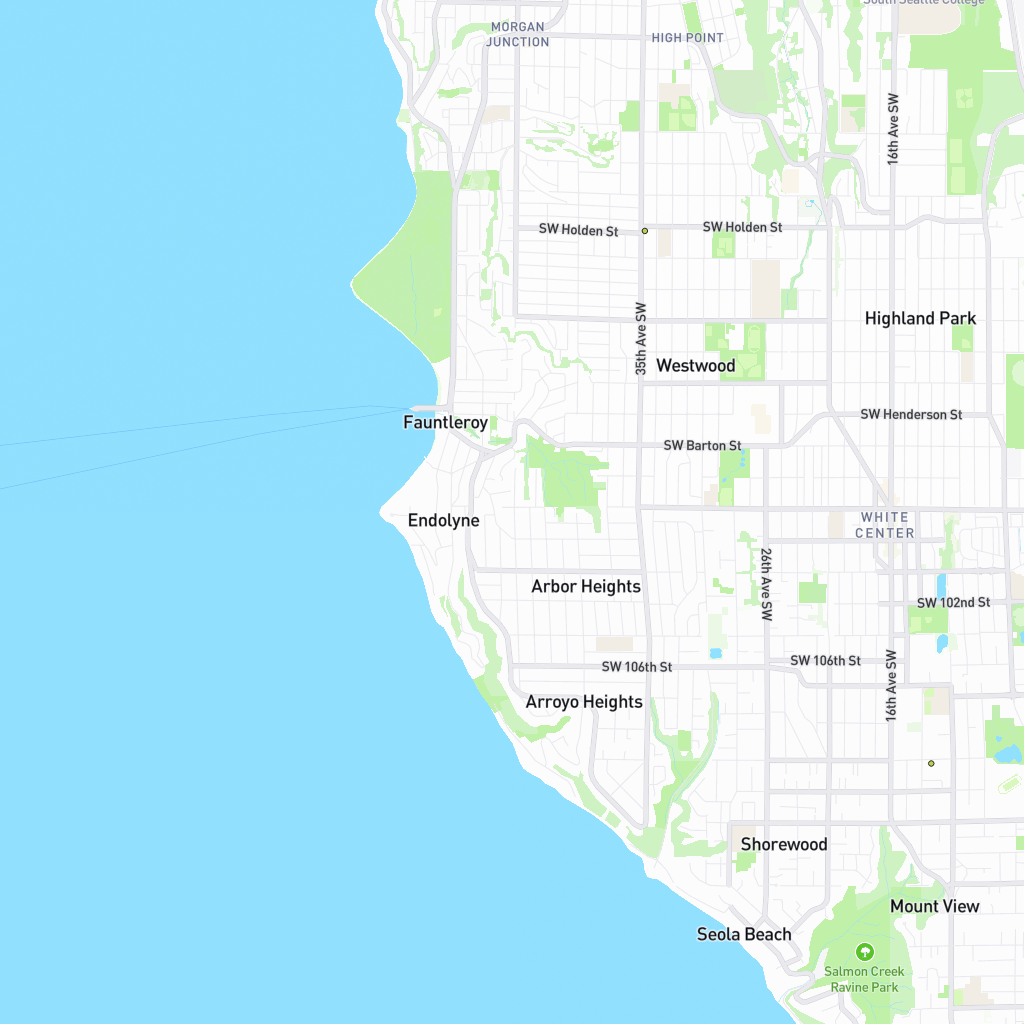 South Seattle College
MORGAN
JUNCTION
HIGH POINT
16th Ave SW
SW Holden St
SW Holden St
35th Ave SW
Highland Park
Westwood
Fauntleroy
SW Henderson St
SW Barton St
Endolyne
WHITE
CENTER
26th Ave SW
Arbor Heights
SW 102nd St
SW 106th St
SW 106th St
16th Ave SW
Arroyo Heights
Shorewood
Mount View
Seola Beach
Salmon Creek
Ravine Park